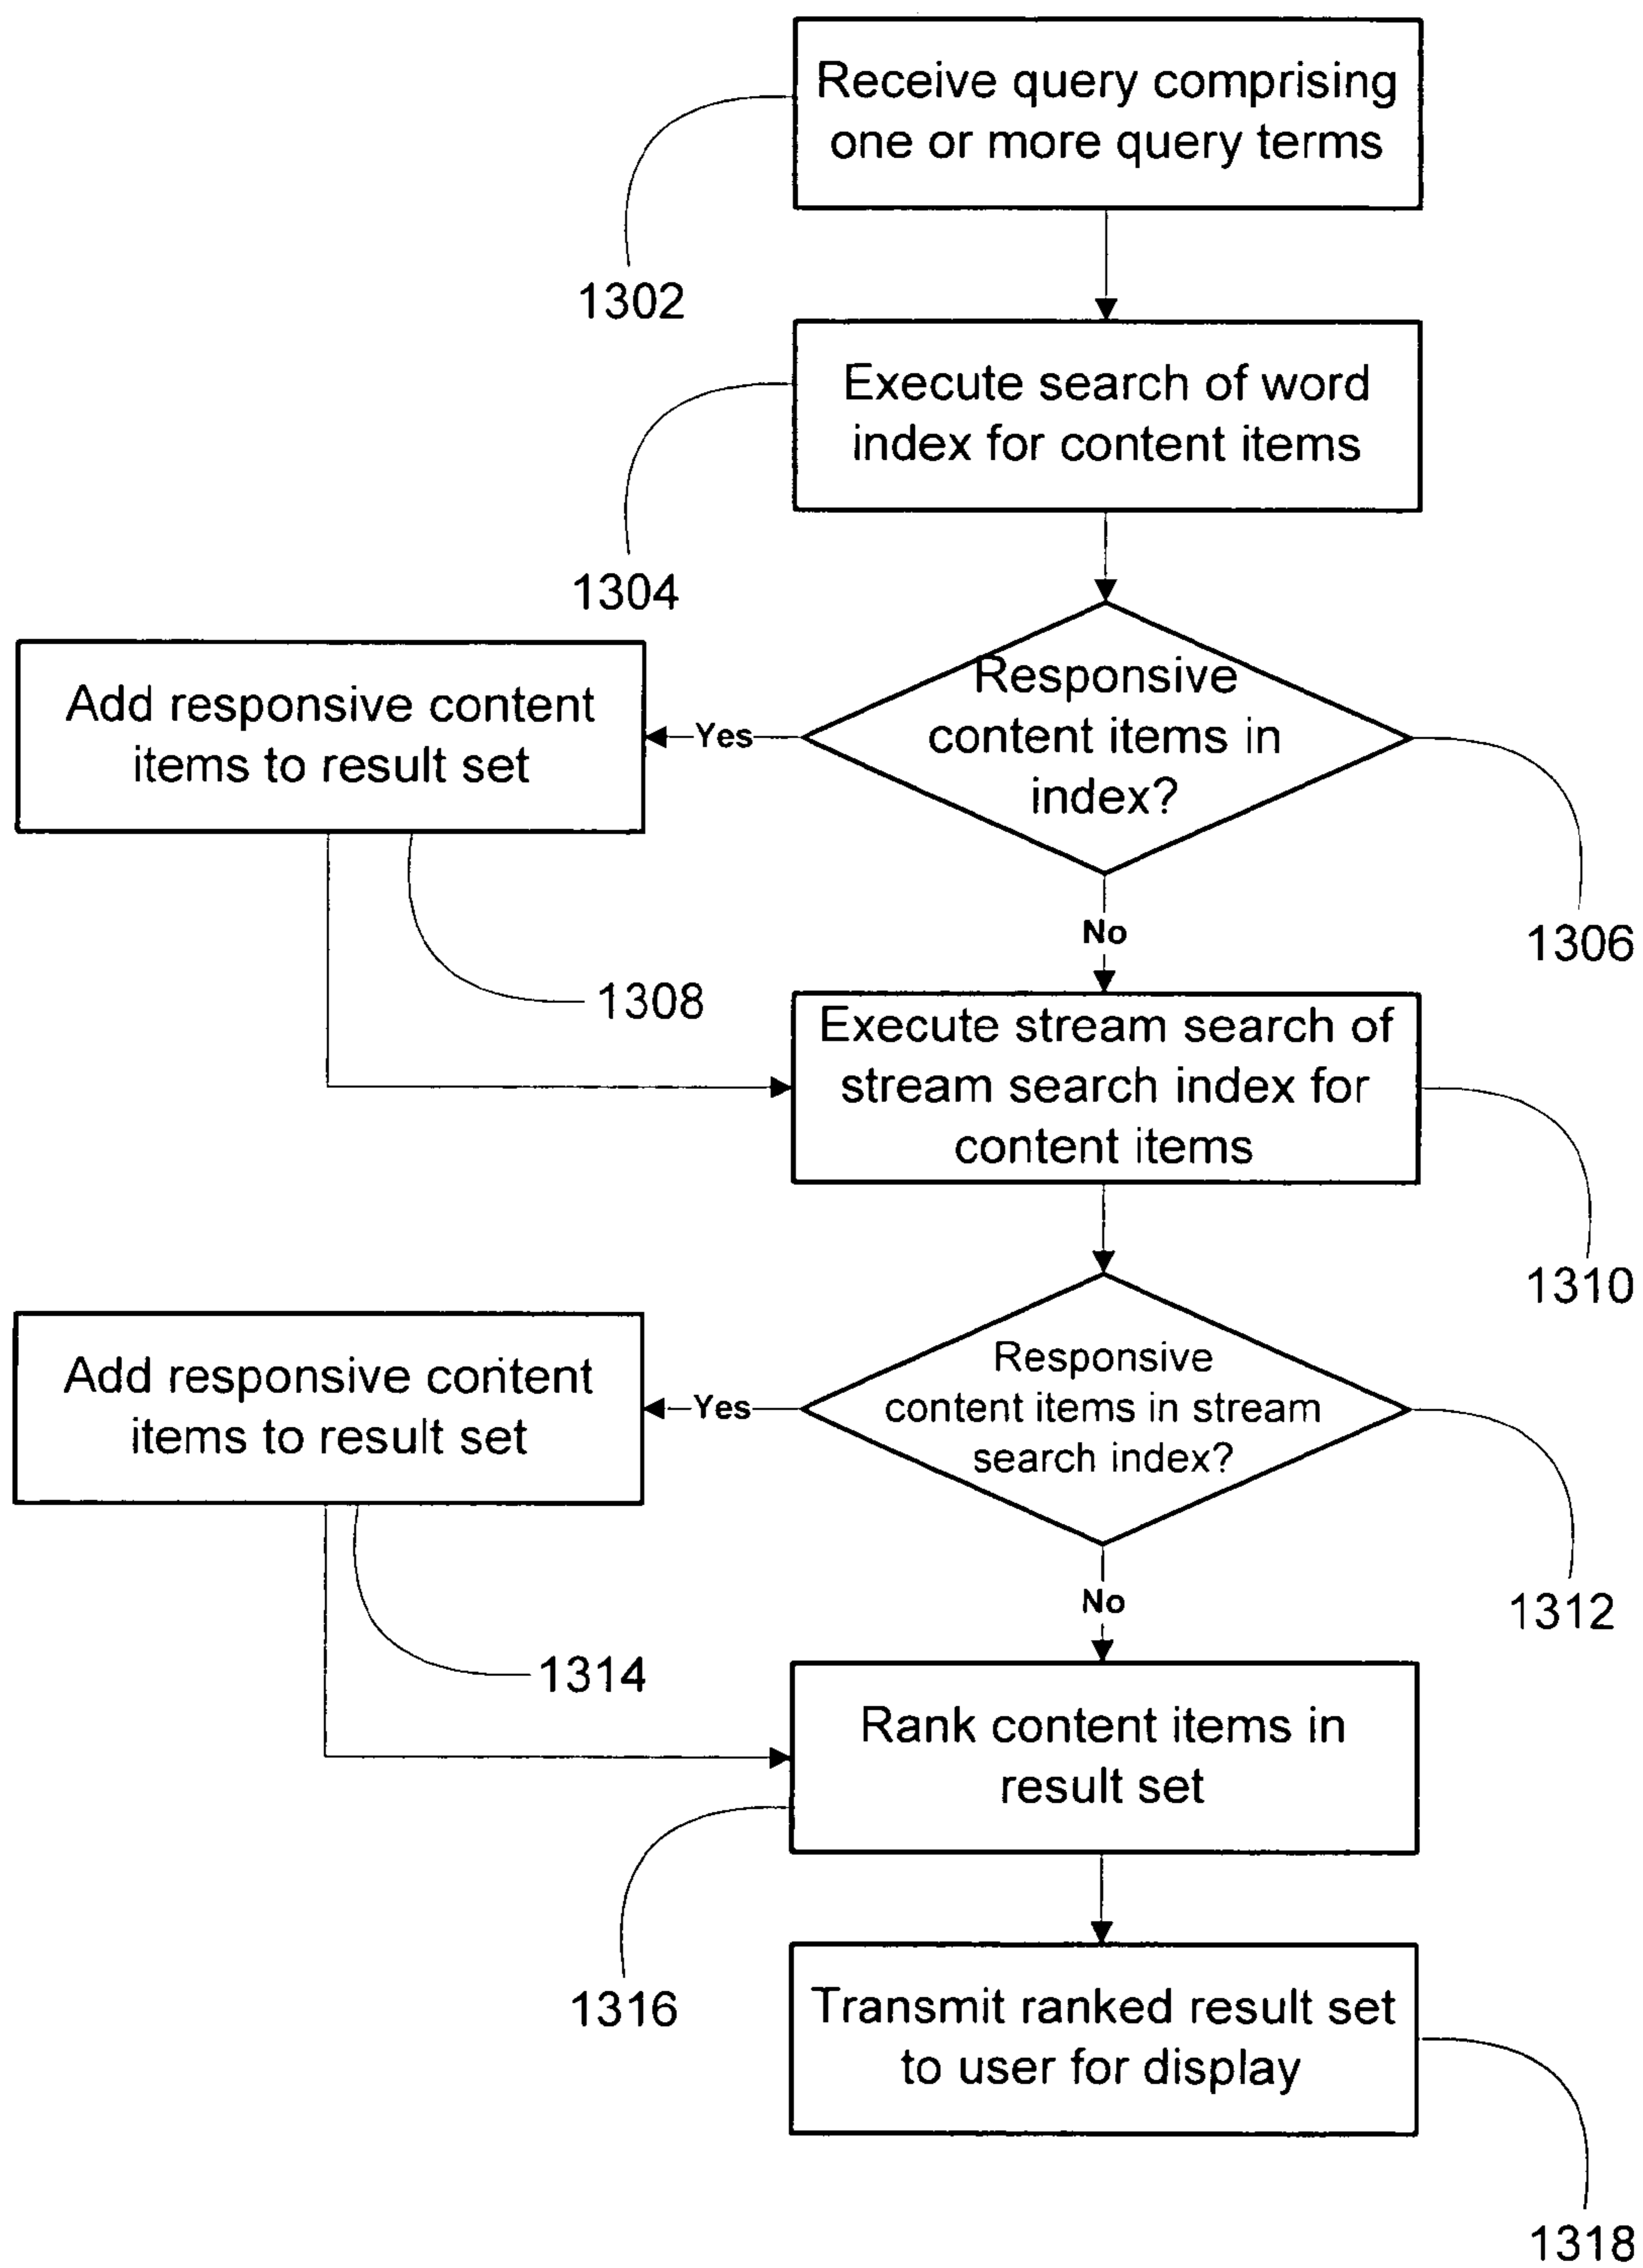 Receive query comprising
one or more query terms
1302
Execute search of word
index for content items
1304
Responsive
content items in
index?
Yes
Add responsive content
items to result set
1306
No
1308
Execute stream search of
stream search index for
content items
1310
Responsive
content items in stream
search index?
Yes
Add responsive content
items to result set
1312
No
1314
Rank content items in
result set
1316
Transmit ranked result set
to user for display
1318